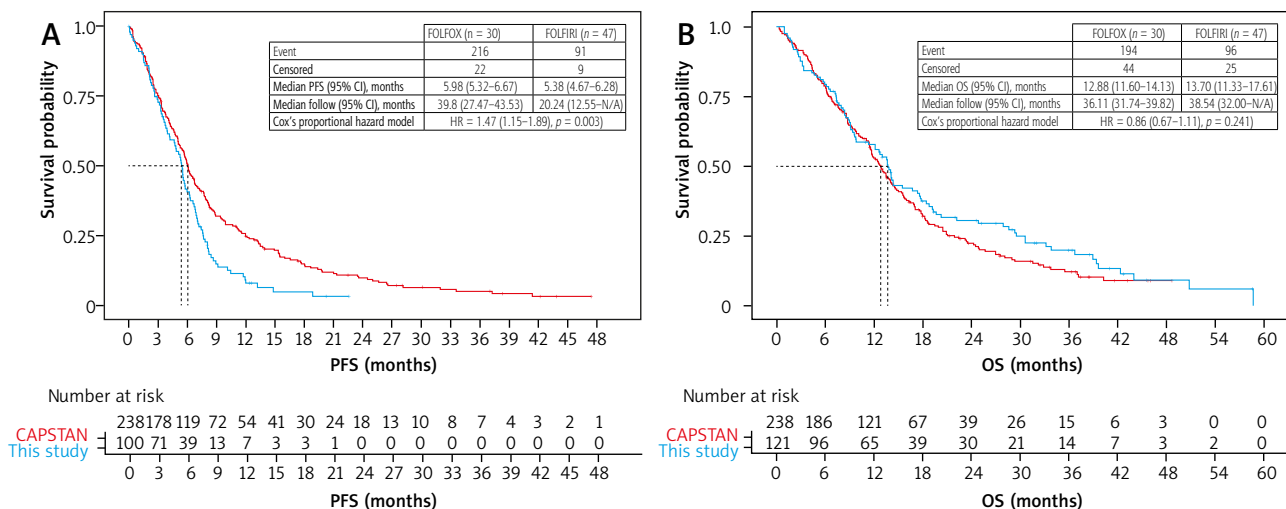 A
Survival probability
1.0
0.75
0.50
0.25
0
FOLFOX (n = 30) FOLFIRI (n = 47)
Event 216 91
Censored 22 9
Median PFS (95% CI), months 5.98 (5.32–6.67) 5.38 (4.67–6.28)
Median follow (95% CI), months 39.8 (27.47–43.53) 20.24 (12.55–N/A)
Cox's proportional hazard model HR = 1.47 (1.15–1.89), p = 0.003)
0 3 6 9 12 15 18 21 24 27 30 33 36 39 42 45 48
PFS (months)
Number at risk
CAPSTAN 238 178 119 72 54 41 30 24 18 13 10 8 7 4 3 2 1
This study 100 71 39 13 7 3 3 1 0 0 0 0 0 0 0 0 0
0 3 6 9 12 15 18 21 24 27 30 33 36 39 42 45 48
PFS (months)
B
Survival probability
1.0
0.75
0.50
0.25
0
FOLFOX (n = 30) FOLFIRI (n = 47)
Event 194 96
Censored 44 25
Median OS (95% CI), months 12.88 (11.60–14.13) 13.70 (11.33–17.61)
Median follow (95% CI), months 36.11 (31.74–39.82) 38.54 (32.00–N/A)
Cox's proportional hazard model HR = 0.86 (0.67–1.11), p = 0.241)
0 6 12 18 24 30 36 42 48 54 60
OS (months)
Number at risk
CAPSTAN 238 186 121 67 39 26 15 6 3 0 0
This study 121 96 65 39 30 21 14 7 3 2 0
0 6 12 18 24 30 36 42 48 54 60
OS (months)